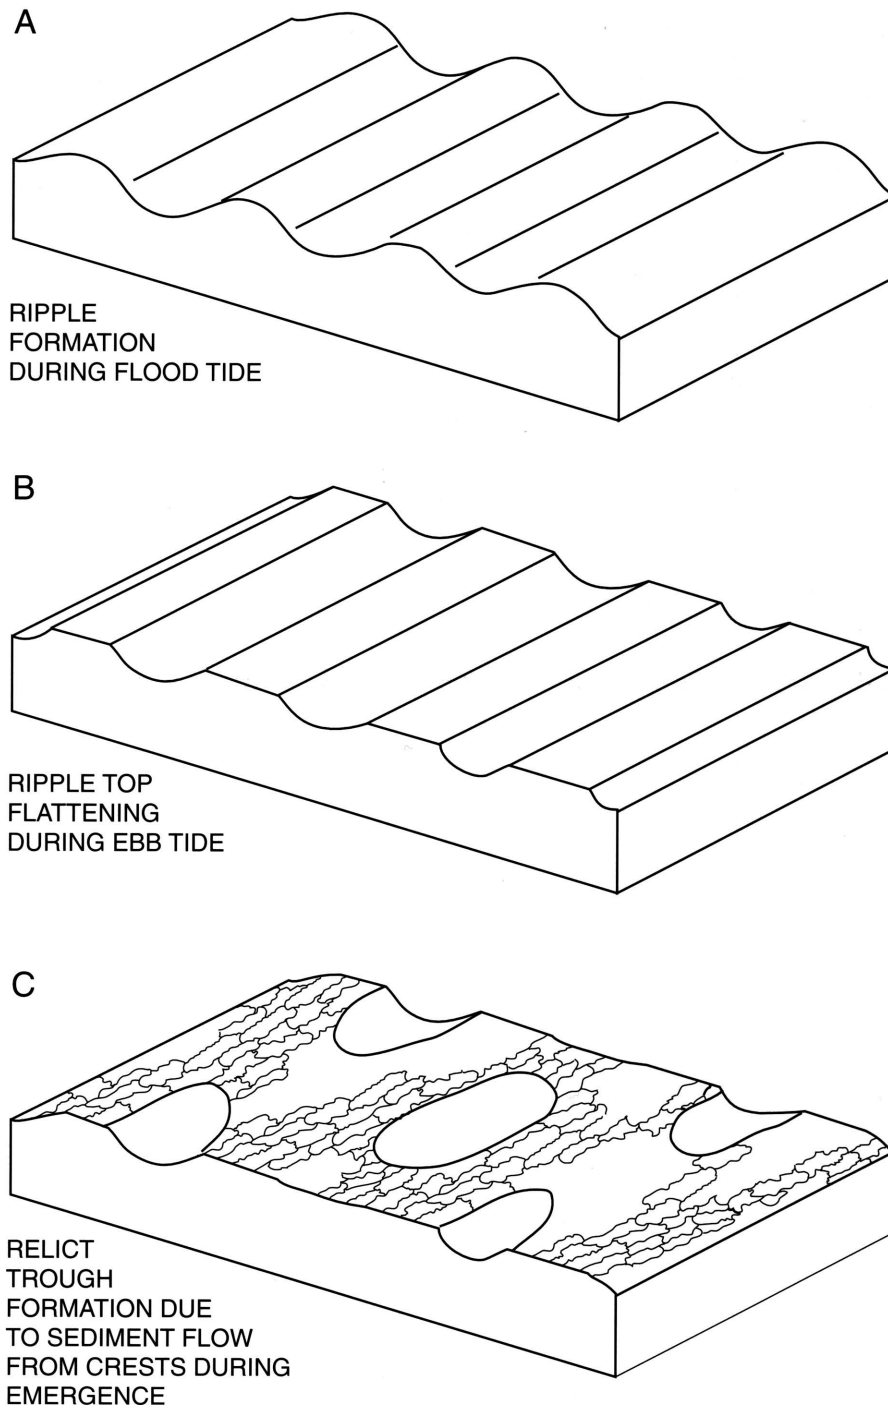 A
RIPPLE
FORMATION
DURING FLOOD TIDE
B
RIPPLE TOP
FLATTENING
DURING EBB TIDE
C
RELICT
TROUGH
FORMATION DUE
TO SEDIMENT FLOW
FROM CRESTS DURING
EMERGENCE